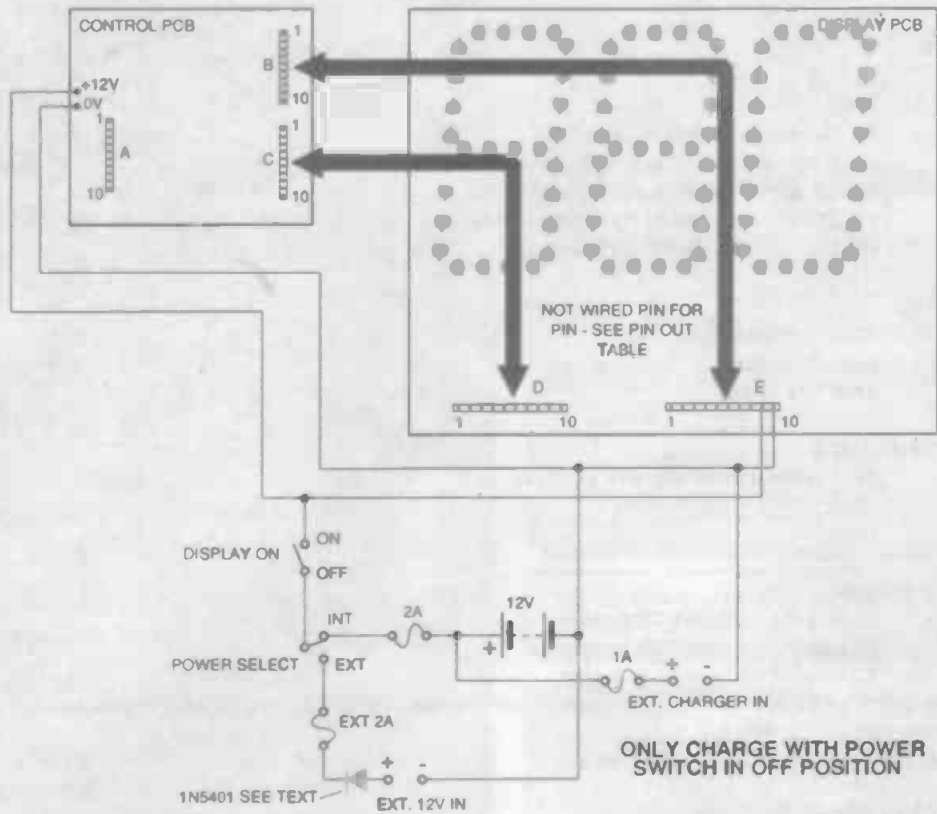 CONTROL PCB
DISPLAY PCB
1
B
10
+12V
0V
1
A
10
1
C
10
NOT WIRED PIN FOR
PIN - SEE PIN OUT
TABLE
D
1
10
E
1
10
DISPLAY ON
ON
OFF
POWER SELECT
INT
EXT
2A
12V
+
1A
+
-
EXT. CHARGER IN
EXT 2A
+
-
1N5401 SEE TEXT
EXT. 12V IN
ONLY CHARGE WITH POWER
SWITCH IN OFF POSITION